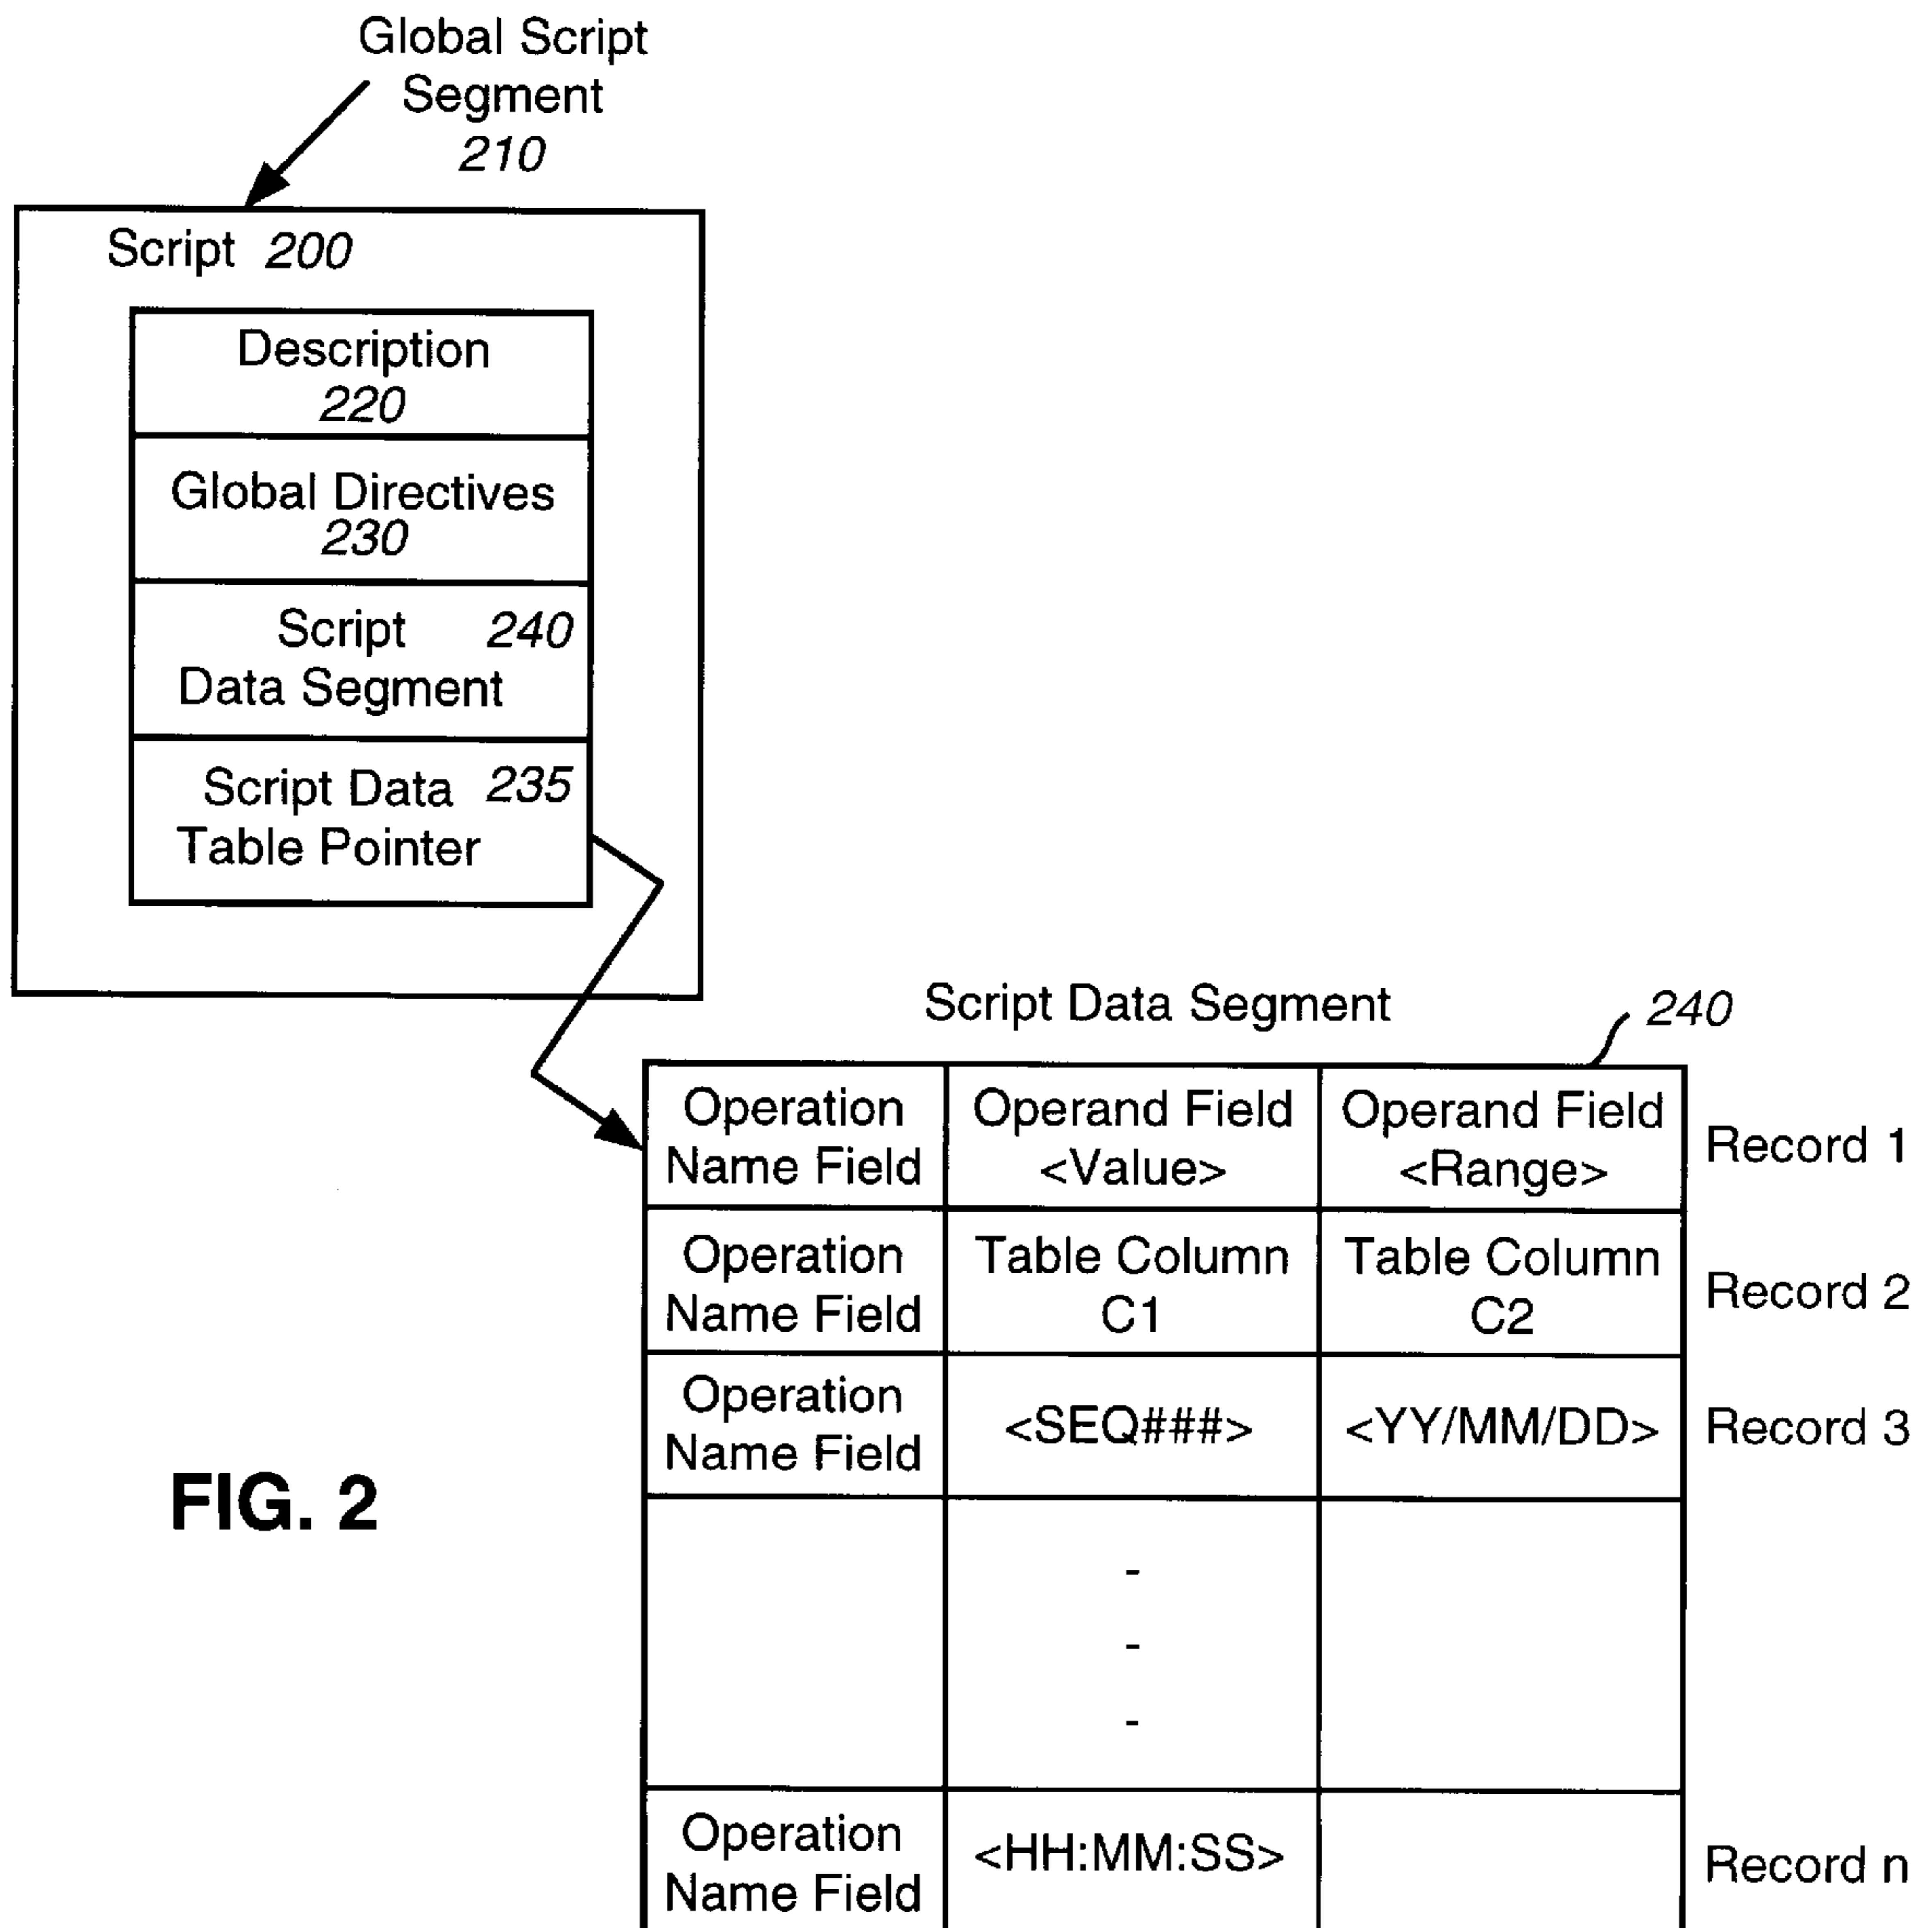 Global Script
Segment
210
Script 200
Description
220
Global Directives
230
Script 240
Data Segment
Script Data 235
Table Pointer
Script Data Segment 240
Operation Name Field
Operand Field <Value>
Operand Field <Range>
Record 1
Operation Name Field
Table Column C1
Table Column C2
Record 2
Operation Name Field
<SEQ###>
<YY/MM/DD>
Record 3
-
-
-
Operation Name Field
<HH:MM:SS>
Record n
FIG. 2